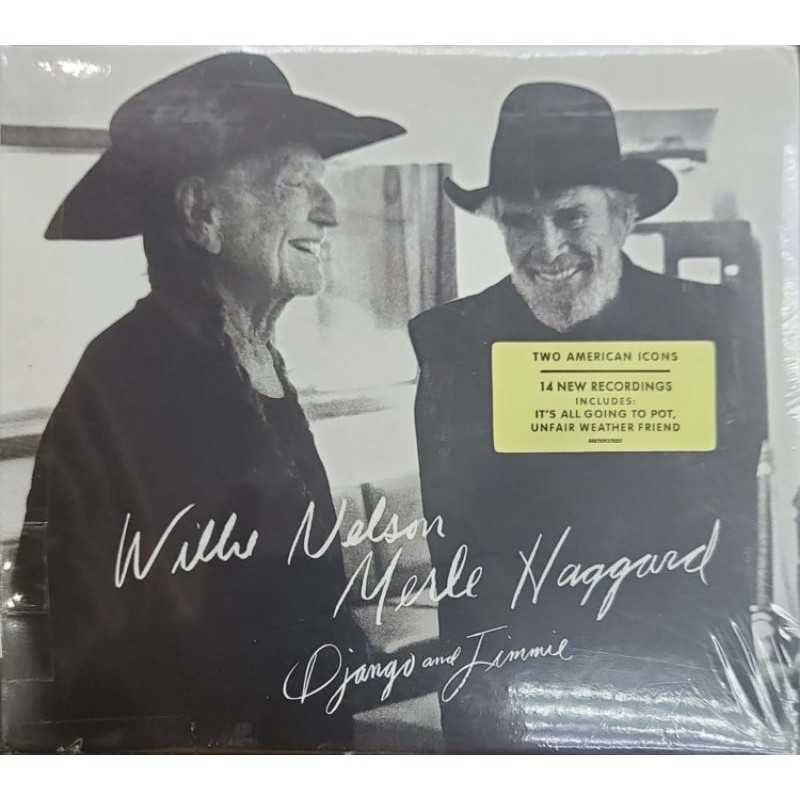 TWO AMERICAN ICONS
14 NEW RECORDINGS
INCLUDES:
IT'S ALL GOING TO POT,
UNFAIR WEATHER FRIEND
Willie Nelson
Merle Haggard
Django and Jimmie